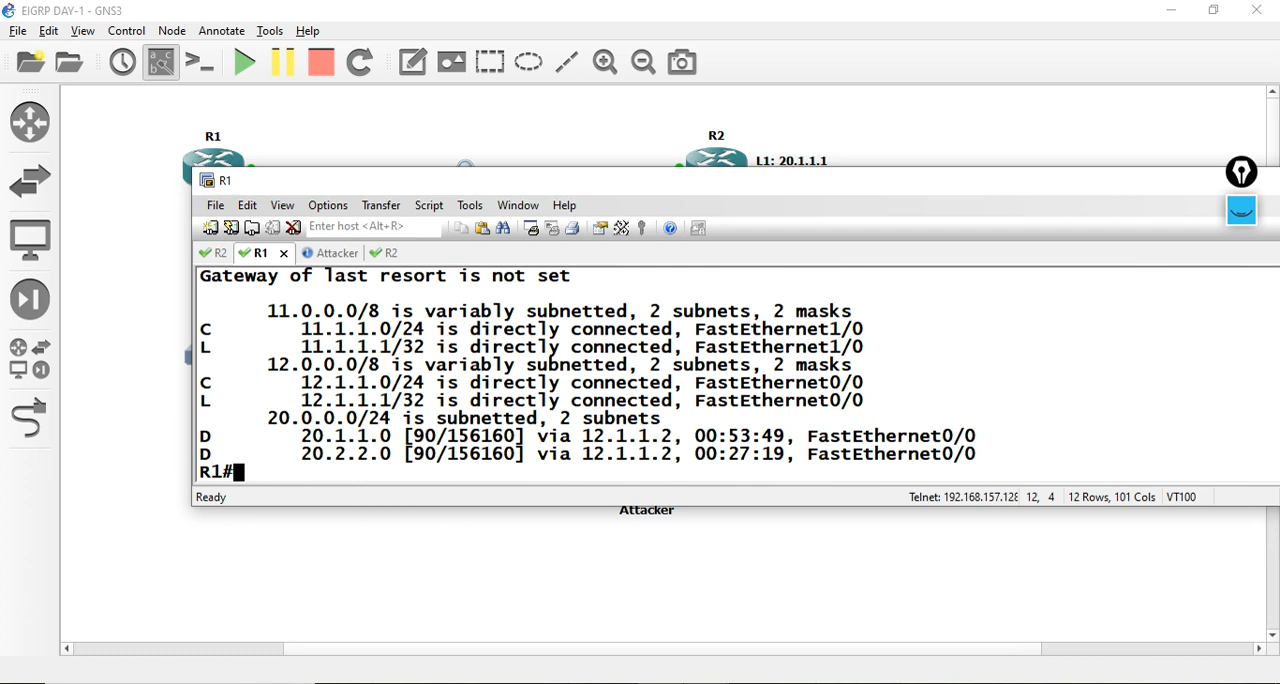 EIGRP DAY-1 - GNS3
File Edit View Control Node Annotate Tools Help
R1
R2
L1: 20.1.1.1
R1
File Edit View Options Transfer Script Tools Window Help
Enter host <Alt+R>
R2 R1 Attacker R2
Gateway of last resort is not set
11.0.0.0/8 is variably subnetted, 2 subnets, 2 masks
C 11.1.1.0/24 is directly connected, FastEthernet1/0
L 11.1.1.1/32 is directly connected, FastEthernet1/0
12.0.0.0/8 is variably subnetted, 2 subnets, 2 masks
C 12.1.1.0/24 is directly connected, FastEthernet0/0
L 12.1.1.1/32 is directly connected, FastEthernet0/0
20.0.0.0/24 is subnetted, 2 subnets
D 20.1.1.0 [90/156160] via 12.1.1.2, 00:53:49, FastEthernet0/0
D 20.2.2.0 [90/156160] via 12.1.1.2, 00:27:19, FastEthernet0/0
R1#
Ready Telnet: 192.168.157.128 12, 4 12 Rows, 101 Cols VT100
Attacker